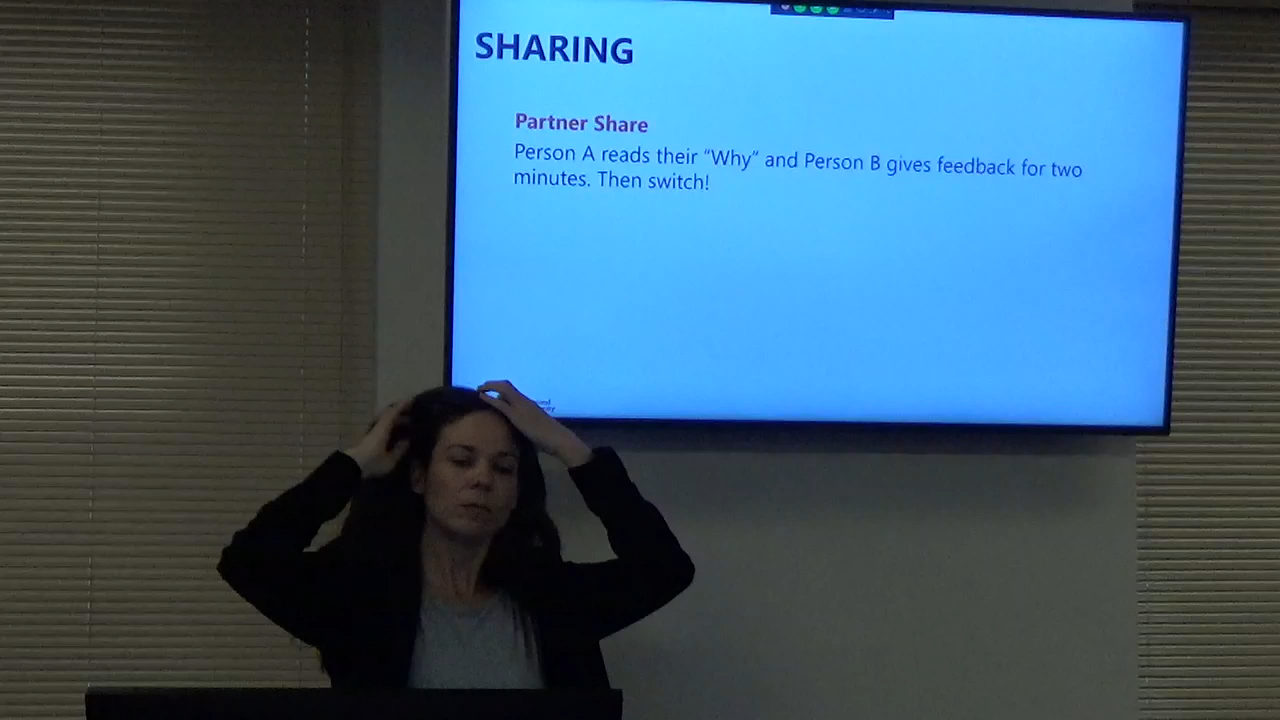 SHARING
Partner Share
Person A reads their “Why” and Person B gives feedback for two
minutes. Then switch!